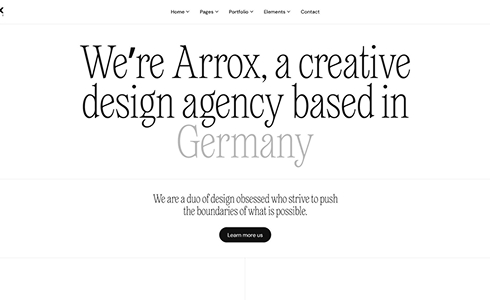 Home Pages Portfolio Elements Contact
We're Arrox, a creative
design agency based in
Germany
We are a duo of design obsessed who strive to push
the boundaries of what is possible.
Learn more us